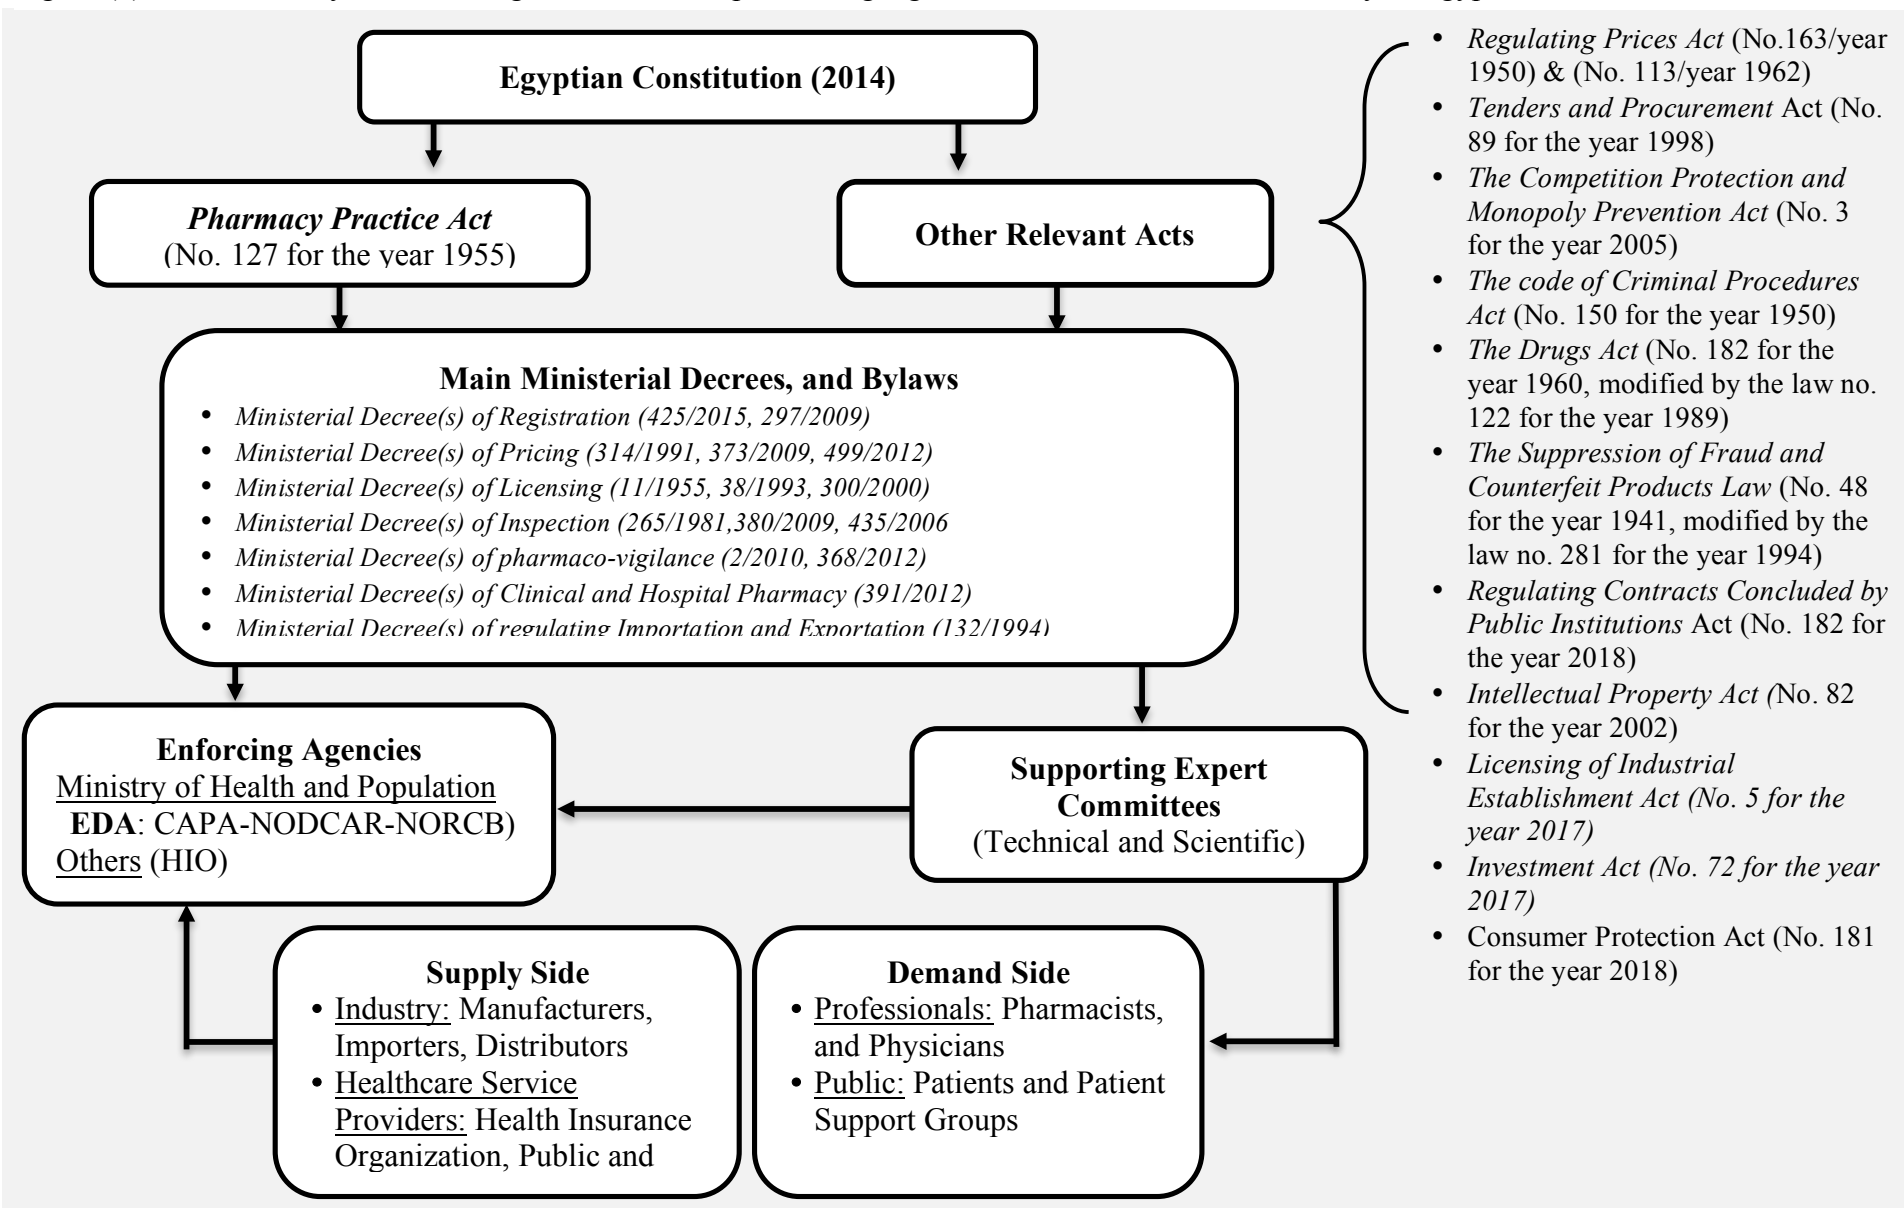 Egyptian Constitution (2014)
Pharmacy Practice Act
(No. 127 for the year 1955)
Other Relevant Acts
Main Ministerial Decrees, and Bylaws
• Ministerial Decree(s) of Registration (425/2015, 297/2009)
• Ministerial Decree(s) of Pricing (314/1991, 373/2009, 499/2012)
• Ministerial Decree(s) of Licensing (11/1955, 38/1993, 300/2000)
• Ministerial Decree(s) of Inspection (265/1981,380/2009, 435/2006
• Ministerial Decree(s) of pharmaco-vigilance (2/2010, 368/2012)
• Ministerial Decree(s) of Clinical and Hospital Pharmacy (391/2012)
• Ministerial Decree(s) of regulating Importation and Exportation (132/1994)
Enforcing Agencies
Ministry of Health and Population
EDA: CAPA-NODCAR-NORCB)
Others (HIO)
Supporting Expert
Committees
(Technical and Scientific)
Supply Side
• Industry: Manufacturers,
Importers, Distributors
• Healthcare Service
Providers: Health Insurance
Organization, Public and
Demand Side
• Professionals: Pharmacists,
and Physicians
• Public: Patients and Patient
Support Groups
• Regulating Prices Act (No.163/year
1950) & (No. 113/year 1962)
• Tenders and Procurement Act (No.
89 for the year 1998)
• The Competition Protection and
Monopoly Prevention Act (No. 3
for the year 2005)
• The code of Criminal Procedures
Act (No. 150 for the year 1950)
• The Drugs Act (No. 182 for the
year 1960, modified by the law no.
122 for the year 1989)
• The Suppression of Fraud and
Counterfeit Products Law (No. 48
for the year 1941, modified by the
law no. 281 for the year 1994)
• Regulating Contracts Concluded by
Public Institutions Act (No. 182 for
the year 2018)
• Intellectual Property Act (No. 82
for the year 2002)
• Licensing of Industrial
Establishment Act (No. 5 for the
year 2017)
• Investment Act (No. 72 for the year
2017)
• Consumer Protection Act (No. 181
for the year 2018)